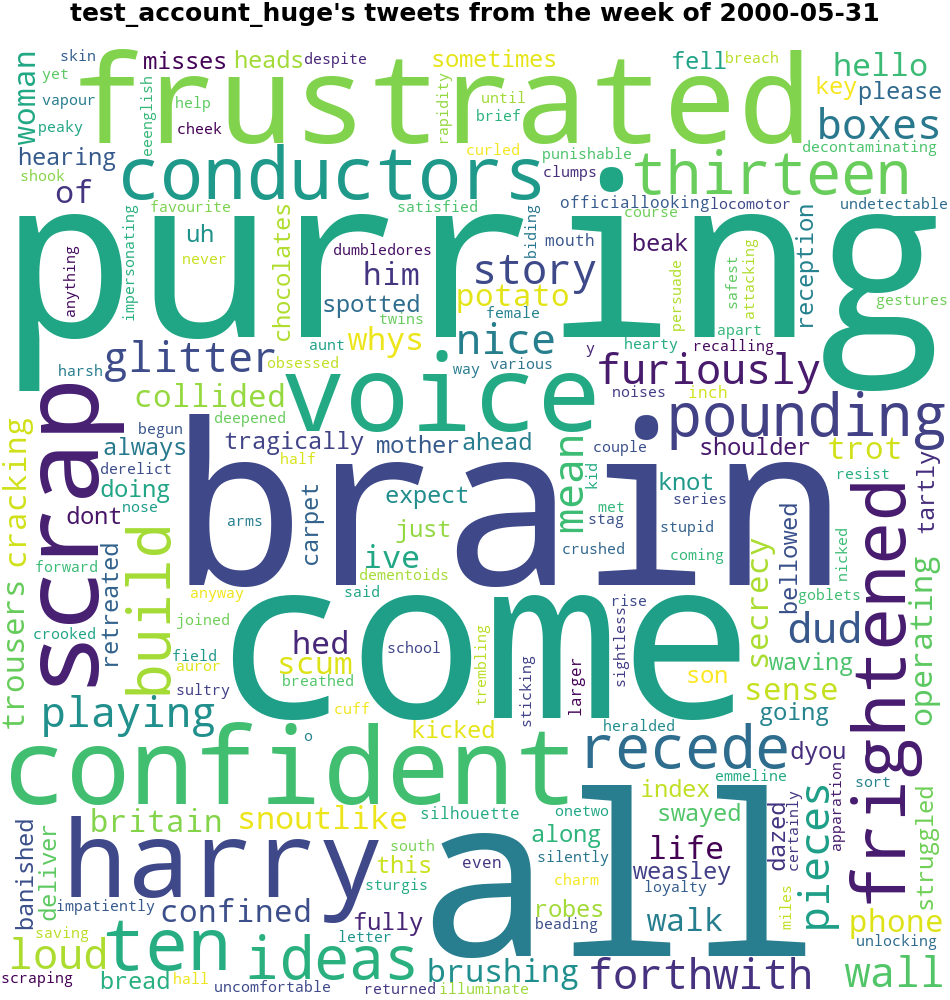 test_account_huge's tweets from the week of 2000-05-31
skin
misses
heads
despite
sometimes
fell
breach
hello
woman
yet
frustrated
key
please
vapour
eeenglish
help
rapidity
until
brief
boxes
peaky
cheek
curled
punishable
decontaminating
hearing
conductors
thirteen
shook
clumps
of
favourite
satisfied
officiallooking
locomotor
undetectable
impersonating
chocolates
biding
course
reception
purring
uh
dumbledores
mouth
beak
anything
never
him
story
persuade
safest
attacking
spotted
potato
female
gestures
twins
apart
glitter
whys
nice
y
hearty
recalling
aunt
obsessed
way
various
furiously
harsh
collided
voice
noises
inch
scrap
deepened
pounding
cracking
begun
tragically
mother
ahead
couple
shoulder
trot
tartly
always
half
mean
kid
derelict
brain
knot
resist
doing
carpet
expect
series
nose
met
dont
arms
just
stag
stupid
bellowed
frightened
build
ive
crushed
coming
nicked
forward
retreated
dementoids
secrecy
operating
trousers
anyway
said
come
rise
goblets
joined
crooked
hed
school
trembling
sightless
dud
field
scum
waving
auror
breathed
son
sultry
sticking
larger
sense
cuff
playing
kicked
heralded
going
o
confident
recede
dyou
emmeline
apparation
sort
index
britain
snoutlike
silhouette
onetwo
swayed
dazed
certainly
pieces
struggled
banished
deliver
harry
all
along
life
south
this
even
silently
weasley
sturgis
charm
loyalty
impatiently
confined
fully
robes
walk
miles
phone
saving
beading
loud
ten
ideas
letter
unlocking
scraping
bread
hall
brushing
forthwith
wall
uncomfortable
returned
illuminate